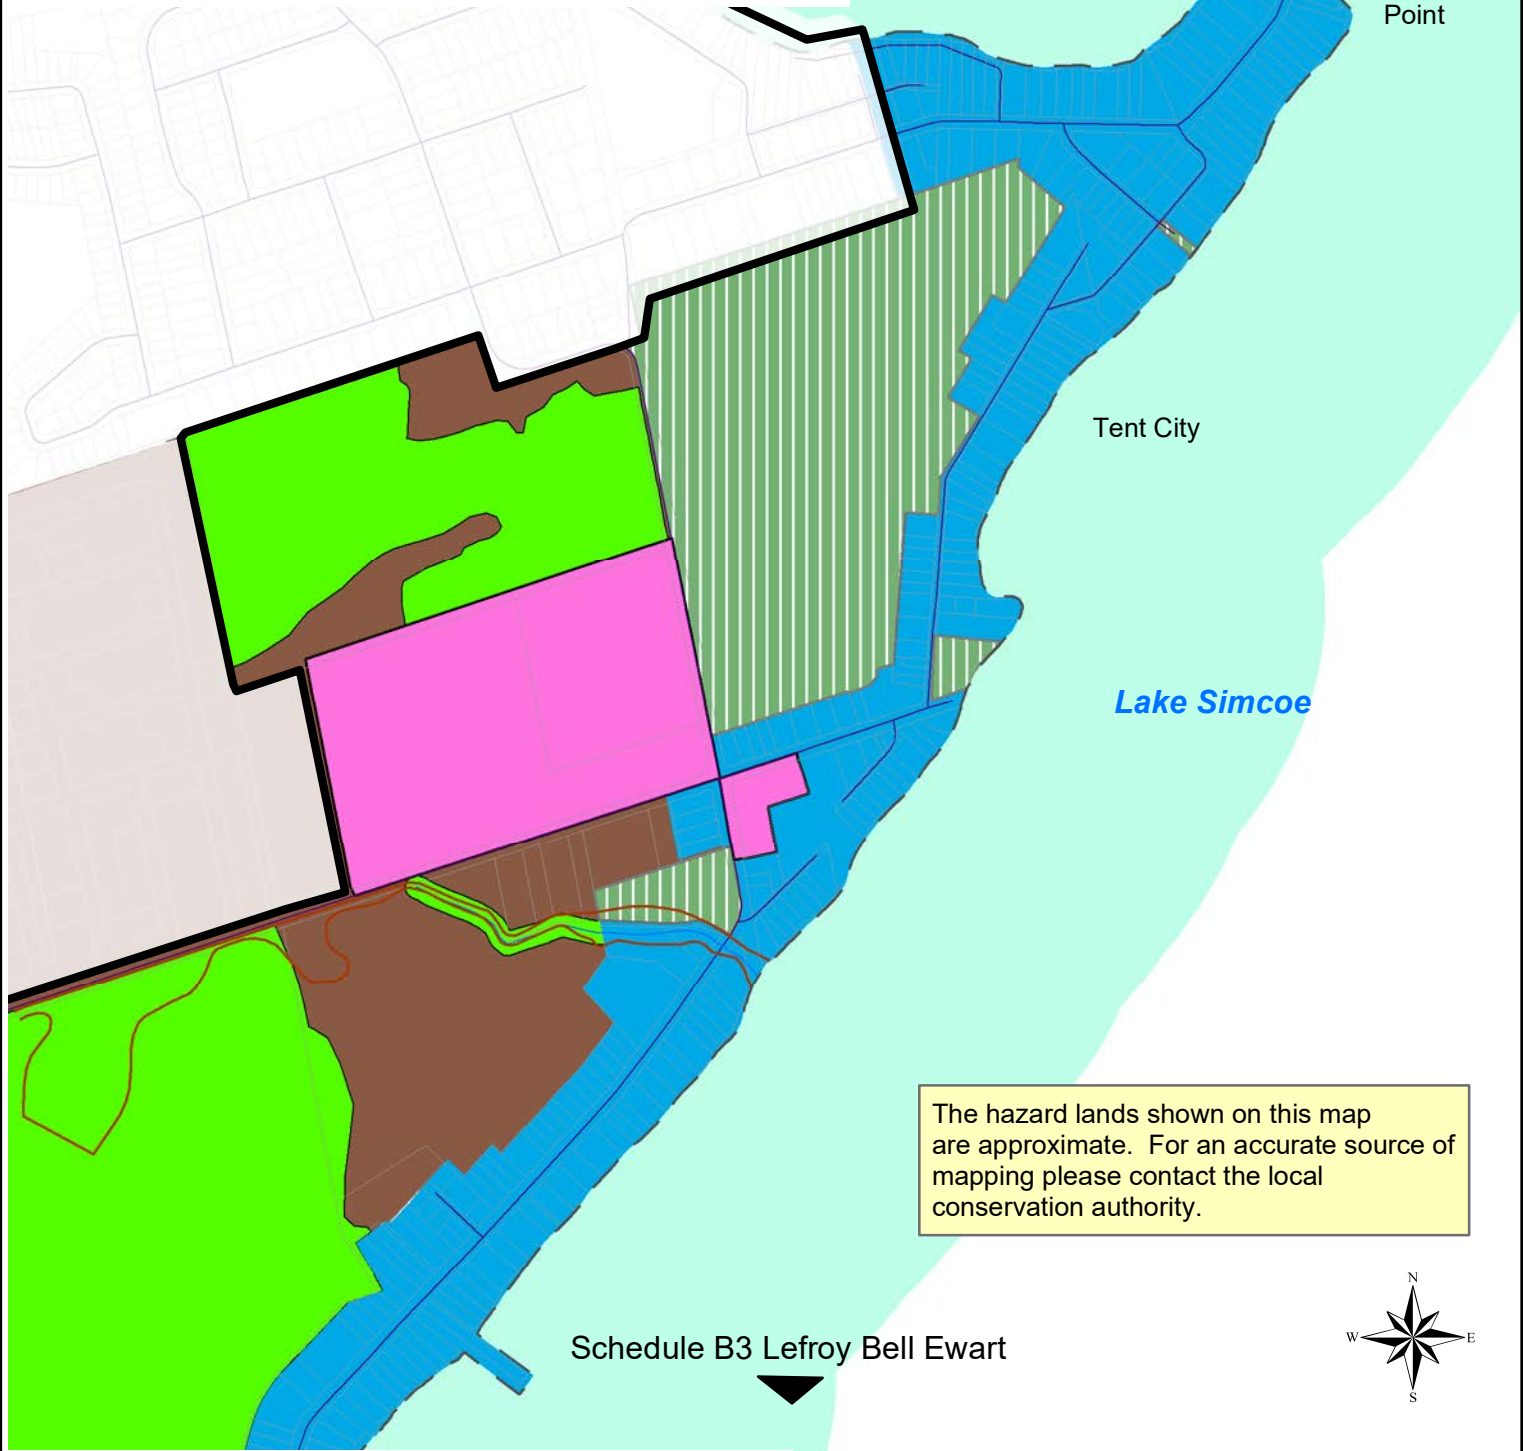 Point
Tent City
Lake Simcoe
The hazard lands shown on this map
are approximate.  For an accurate source of
mapping please contact the local
conservation authority.
N
W E
S
Schedule B3 Lefroy Bell Ewart